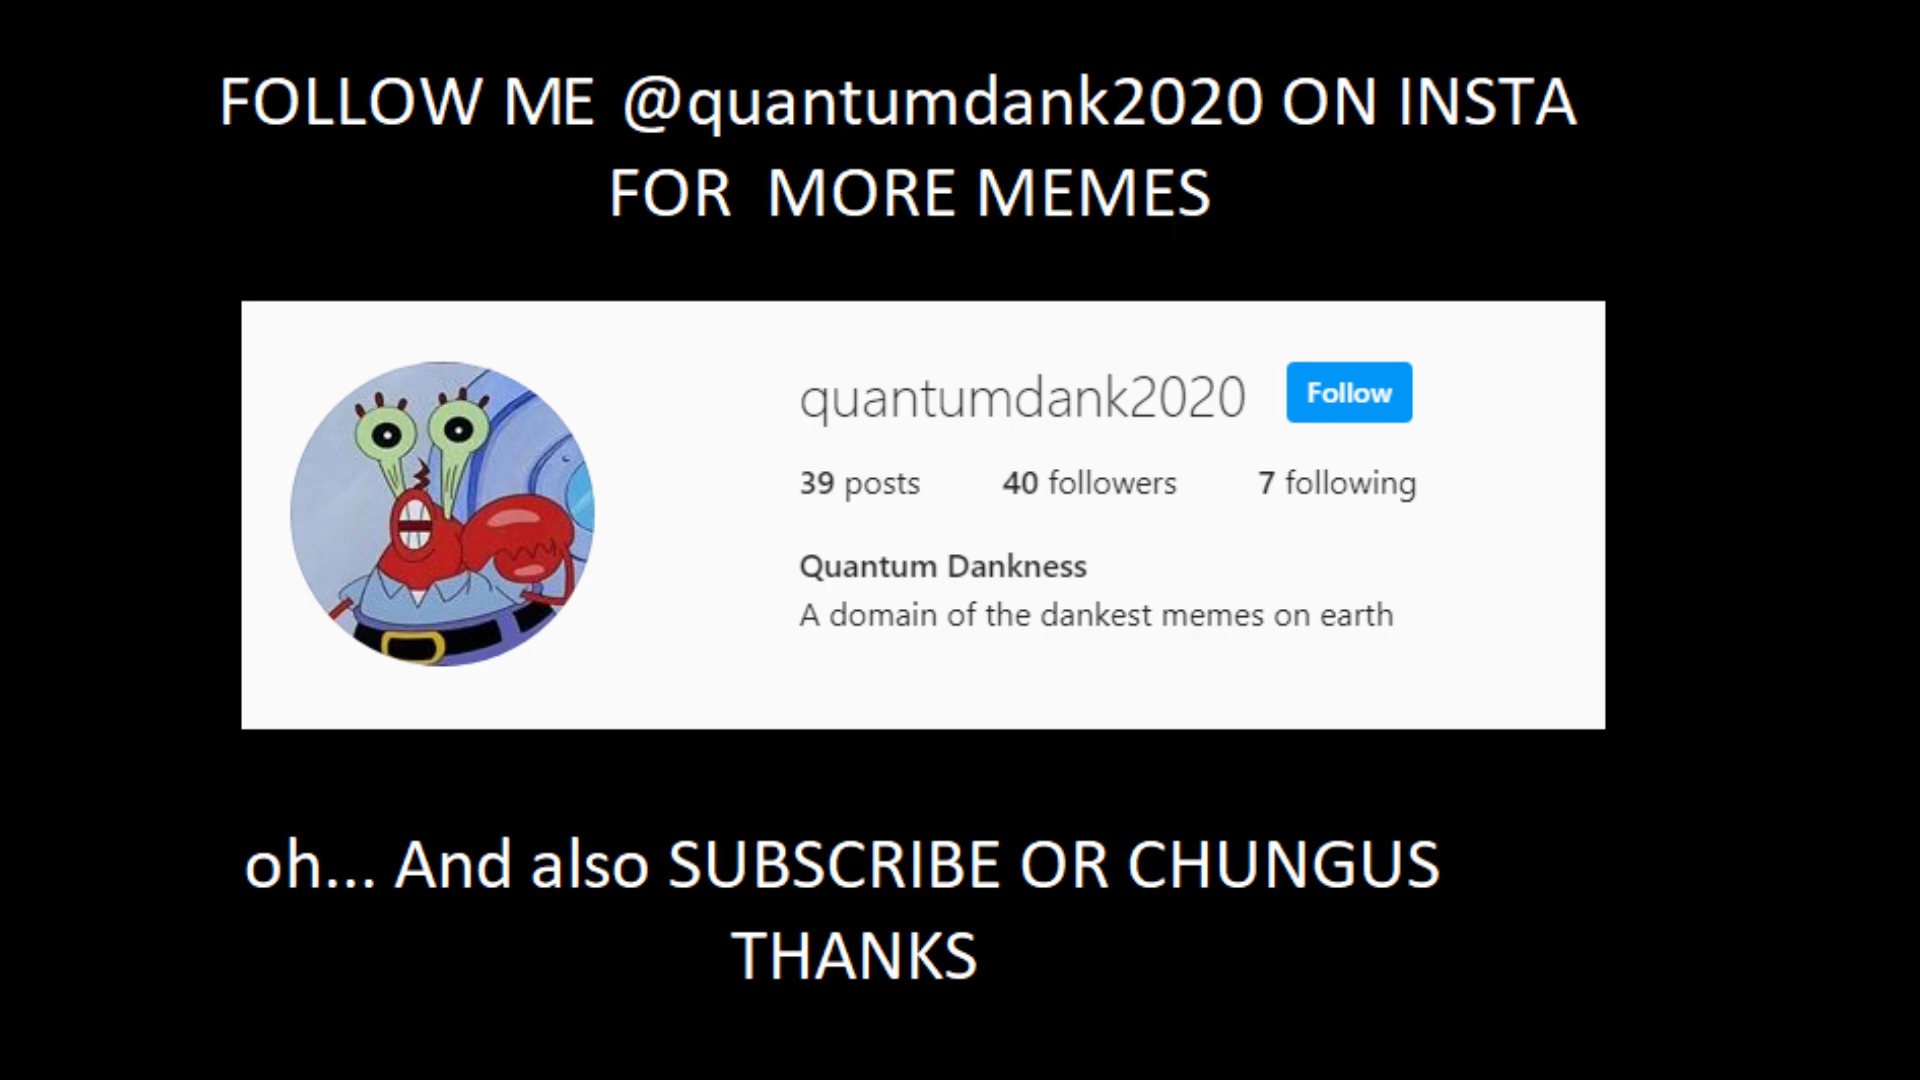 FOLLOW ME @quantumdank2020 ON INSTA
FOR MORE MEMES
quantumdank2020 Follow
39 posts 40 followers 7 following
Quantum Dankness
A domain of the dankest memes on earth
oh... And also SUBSCRIBE OR CHUNGUS
THANKS